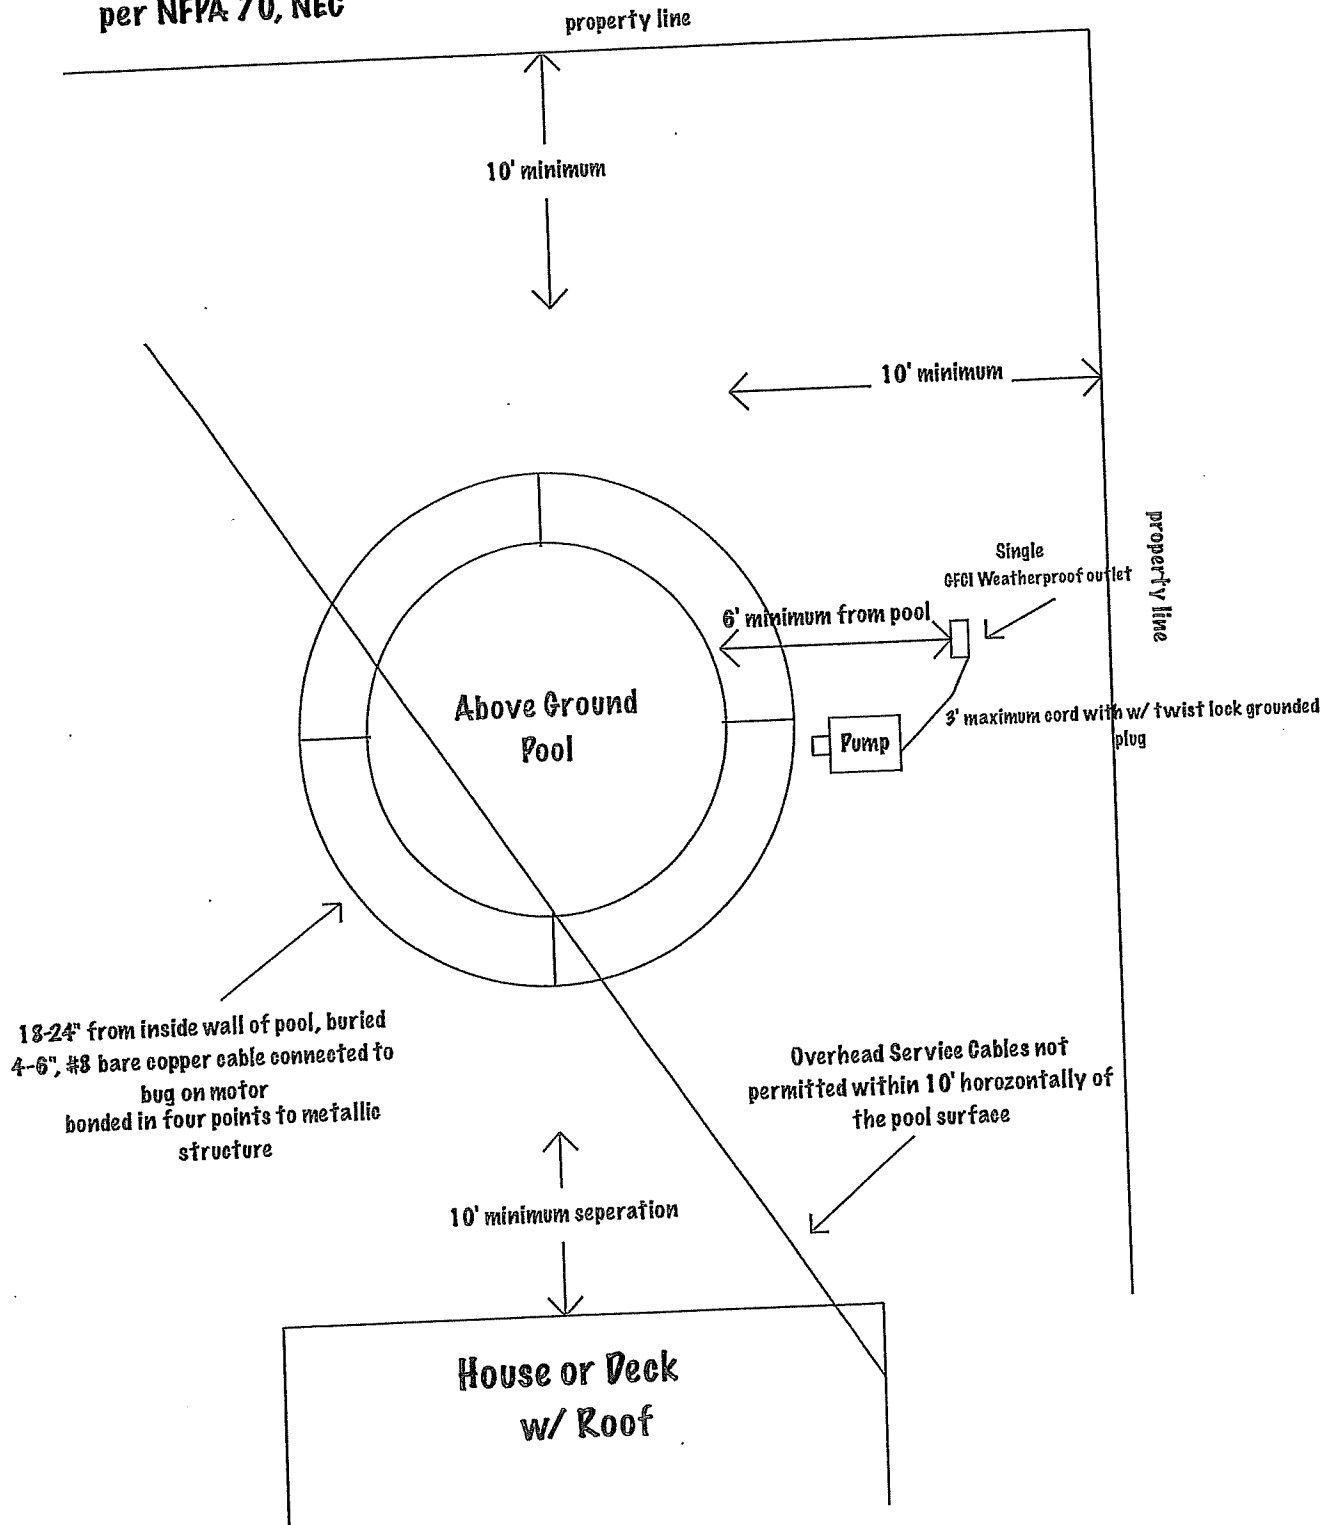 per NFPA 70, NEC
property line
10' minimum
10' minimum
property line
Single
GFCI Weatherproof outlet
6' minimum from pool
Above Ground
Pool
3' maximum cord with w/ twist lock grounded
plug
Pump
18-24" from inside wall of pool, buried
4-6", #8 bare copper cable connected to
bug on motor
bonded in four points to metallic
structure
Overhead Service Cables not
permitted within 10' horozontally of
the pool surface
10' minimum seperation
House or Deck
w/ Roof